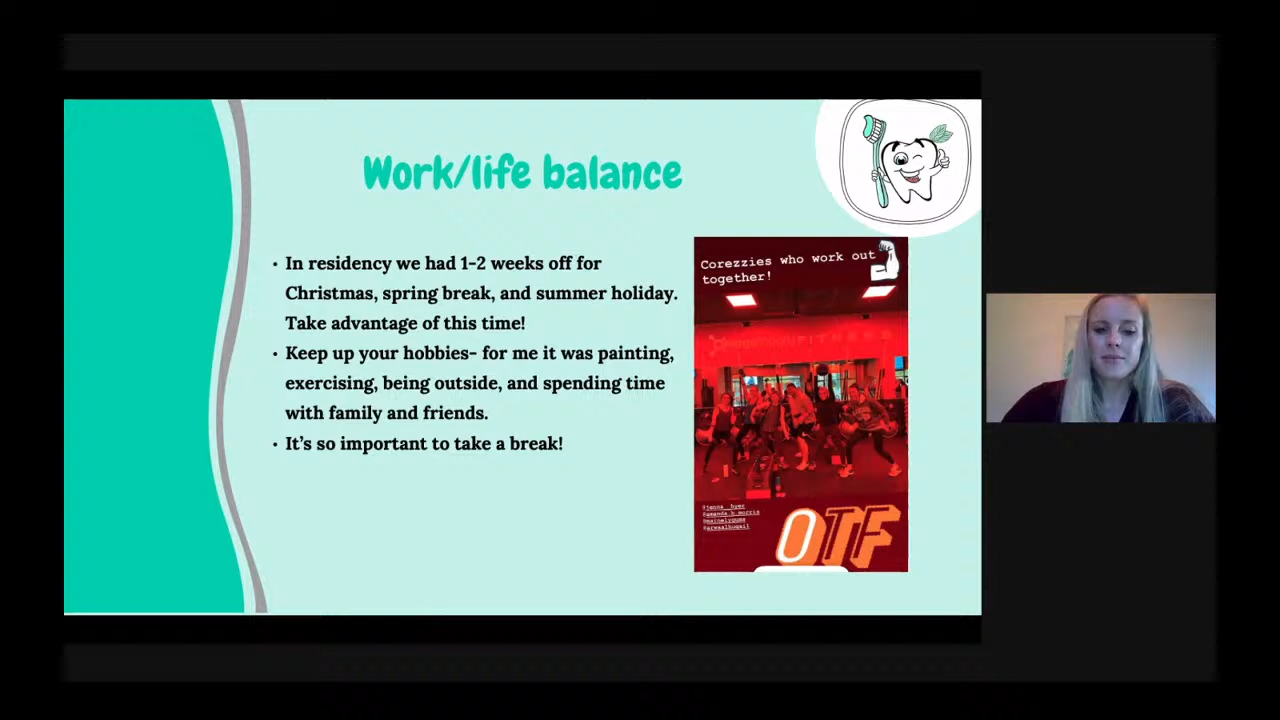 Work/life balance
• In residency we had 1-2 weeks off for
Christmas, spring break, and summer holiday.
Take advantage of this time!
• Keep up your hobbies- for me it was painting,
exercising, being outside, and spending time
with family and friends.
• It’s so important to take a break!
Corezzies who work out
together!
OTF